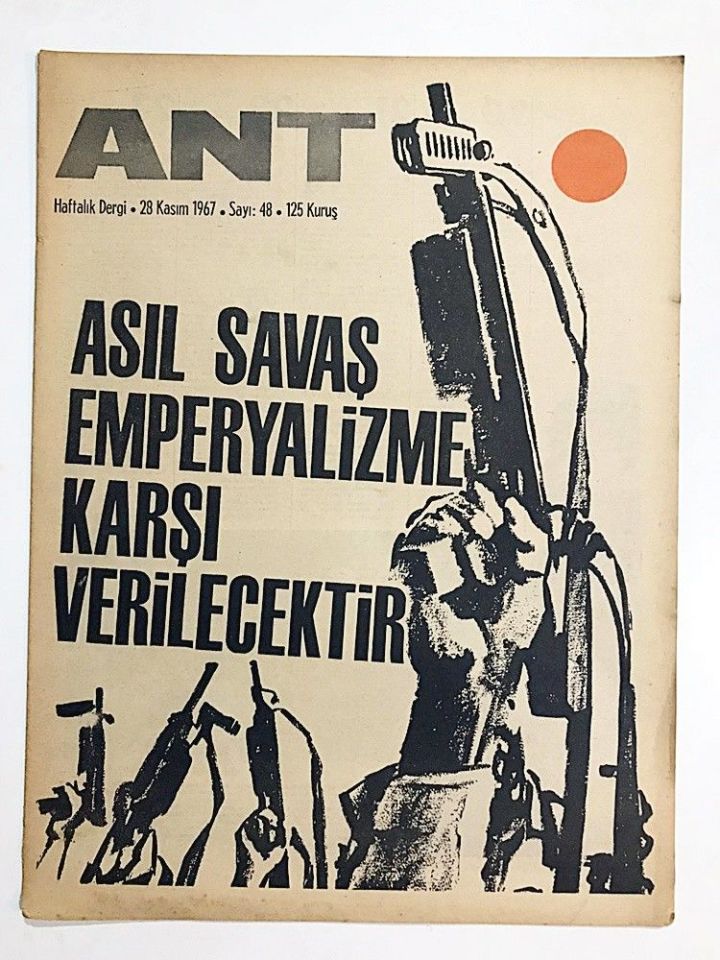 ANT
Haftalık Dergi • 28 Kasım 1967 • Sayı: 48 • 125 Kuruş
ASIL SAVAŞ
EMPERYALİZME
KARŞI
VERİLECEKTİR